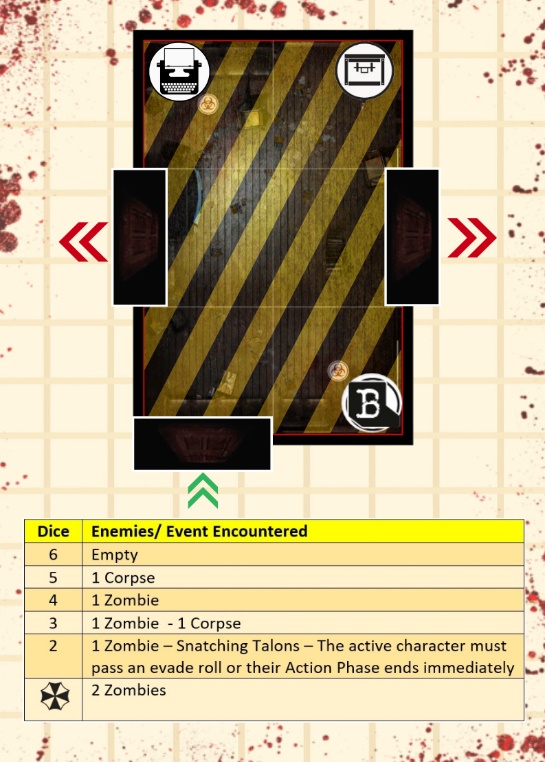 B
Dice Enemies/ Event Encountered
6 Empty
5 1 Corpse
4 1 Zombie
3 1 Zombie - 1 Corpse
2 1 Zombie – Snatching Talons – The active character must
pass an evade roll or their Action Phase ends immediately
2 Zombies